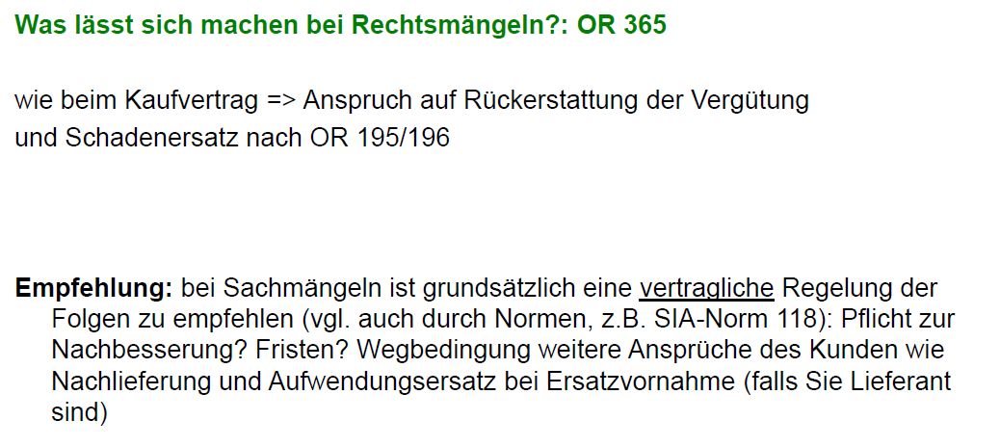 Was lässt sich machen bei Rechtsmängeln?: OR 365
wie beim Kaufvertrag => Anspruch auf Rückerstattung der Vergütung
und Schadenersatz nach OR 195/196
Empfehlung: bei Sachmängeln ist grundsätzlich eine vertragliche Regelung der
Folgen zu empfehlen (vgl. auch durch Normen, z.B. SIA-Norm 118): Pflicht zur
Nachbesserung? Fristen? Wegbedingung weitere Ansprüche des Kunden wie
Nachlieferung und Aufwendungsersatz bei Ersatzvornahme (falls Sie Lieferant
sind)